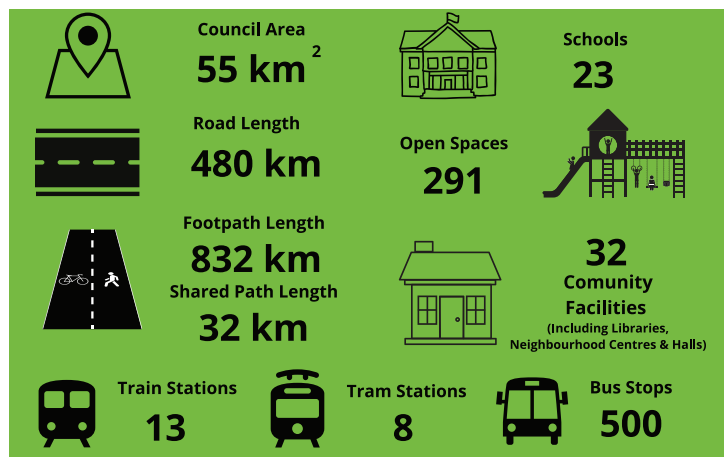 Council Area
55 km²
Schools
23
Road Length
480 km
Open Spaces
291
Footpath Length
832 km
Shared Path Length
32 km
32
Comunity
Facilities
(Including Libraries,
Neighbourhood Centres & Halls)
Train Stations
13
Tram Stations
8
Bus Stops
500